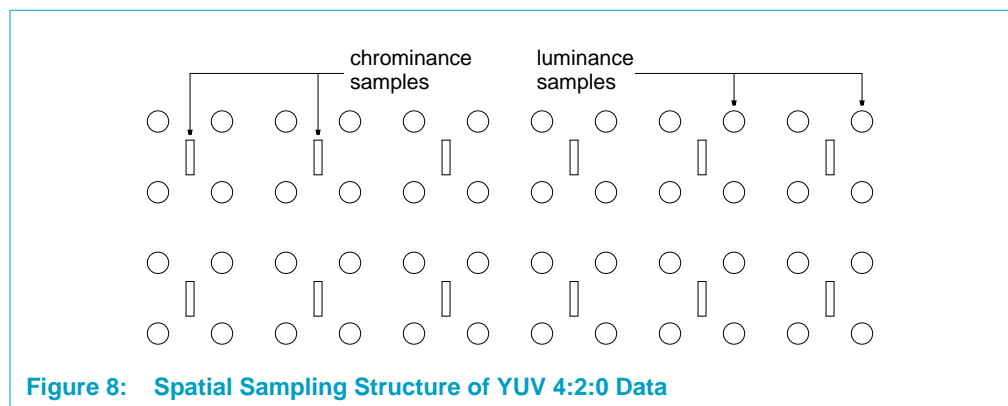 chrominance
samples
luminance
samples
Figure 8: Spatial Sampling Structure of YUV 4:2:0 Data